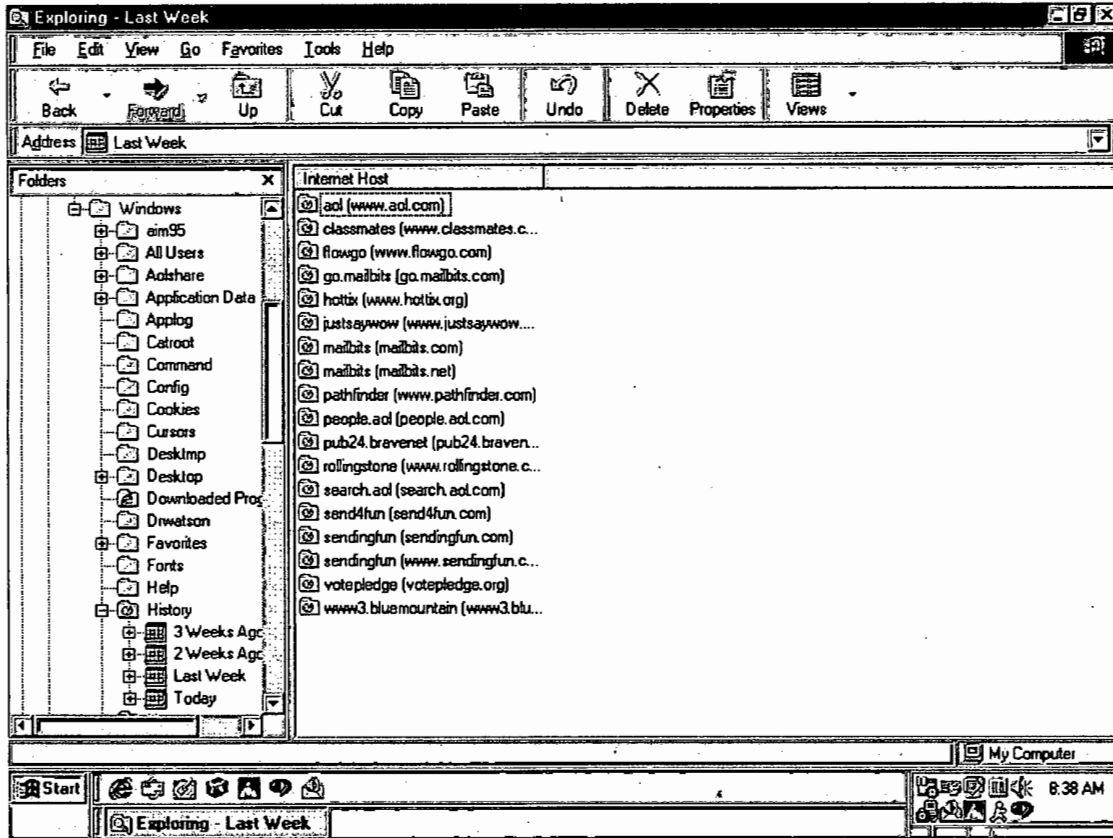 Exploring - Last Week
File Edit View Go Favorites Tools Help
Back Forward Up Cut Copy Paste Undo Delete Properties Views
Address Last Week
Folders
Windows
aim95
All Users
Aolshare
Application Data
Applog
Catroot
Command
Config
Cookies
Cursors
Desktmp
Desktop
Downloaded Prog
Drwatson
Favorites
Fonts
Help
History
3 Weeks Ago
2 Weeks Ago
Last Week
Today
Internet Host
aol (www.aol.com)
classmates (www.classmates.c...
flowgo (www.flowgo.com)
go.mailbits (go.mailbits.com)
hottix (www.hottix.org)
justsaywow (www.justsaywow....
mailbits (mailbits.com)
mailbits (mailbits.net)
pathfinder (www.pathfinder.com)
people.aol (people.aol.com)
pub24.bravenet (pub24.braven...
rollingstone (www.rollingstone.c...
search.aol (search.aol.com)
send4fun (send4fun.com)
sendingfun (sendingfun.com)
sendingfun (www.sendingfun.c...
votepledge (votepledge.org)
www3.bluemountain (www3.blu...
My Computer
Start 8:38 AM
Exploring - Last Week